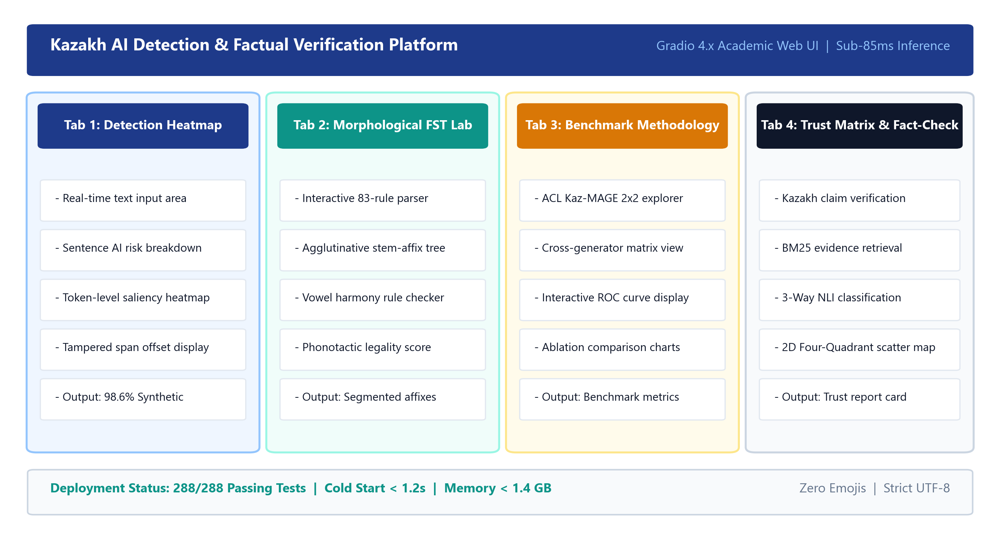 Kazakh AI Detection & Factual Verification Platform
Gradio 4.x Academic Web UI | Sub-85ms Inference
Tab 1: Detection Heatmap
- Real-time text input area
- Sentence AI risk breakdown
- Token-level saliency heatmap
- Tampered span offset display
- Output: 98.6% Synthetic
Tab 2: Morphological FST Lab
- Interactive 83-rule parser
- Agglutinative stem-affix tree
- Vowel harmony rule checker
- Phonotactic legality score
- Output: Segmented affixes
Tab 3: Benchmark Methodology
- ACL Kaz-MAGE 2x2 explorer
- Cross-generator matrix view
- Interactive ROC curve display
- Ablation comparison charts
- Output: Benchmark metrics
Tab 4: Trust Matrix & Fact-Check
- Kazakh claim verification
- BM25 evidence retrieval
- 3-Way NLI classification
- 2D Four-Quadrant scatter map
- Output: Trust report card
Deployment Status: 288/288 Passing Tests | Cold Start < 1.2s | Memory < 1.4 GB
Zero Emojis | Strict UTF-8